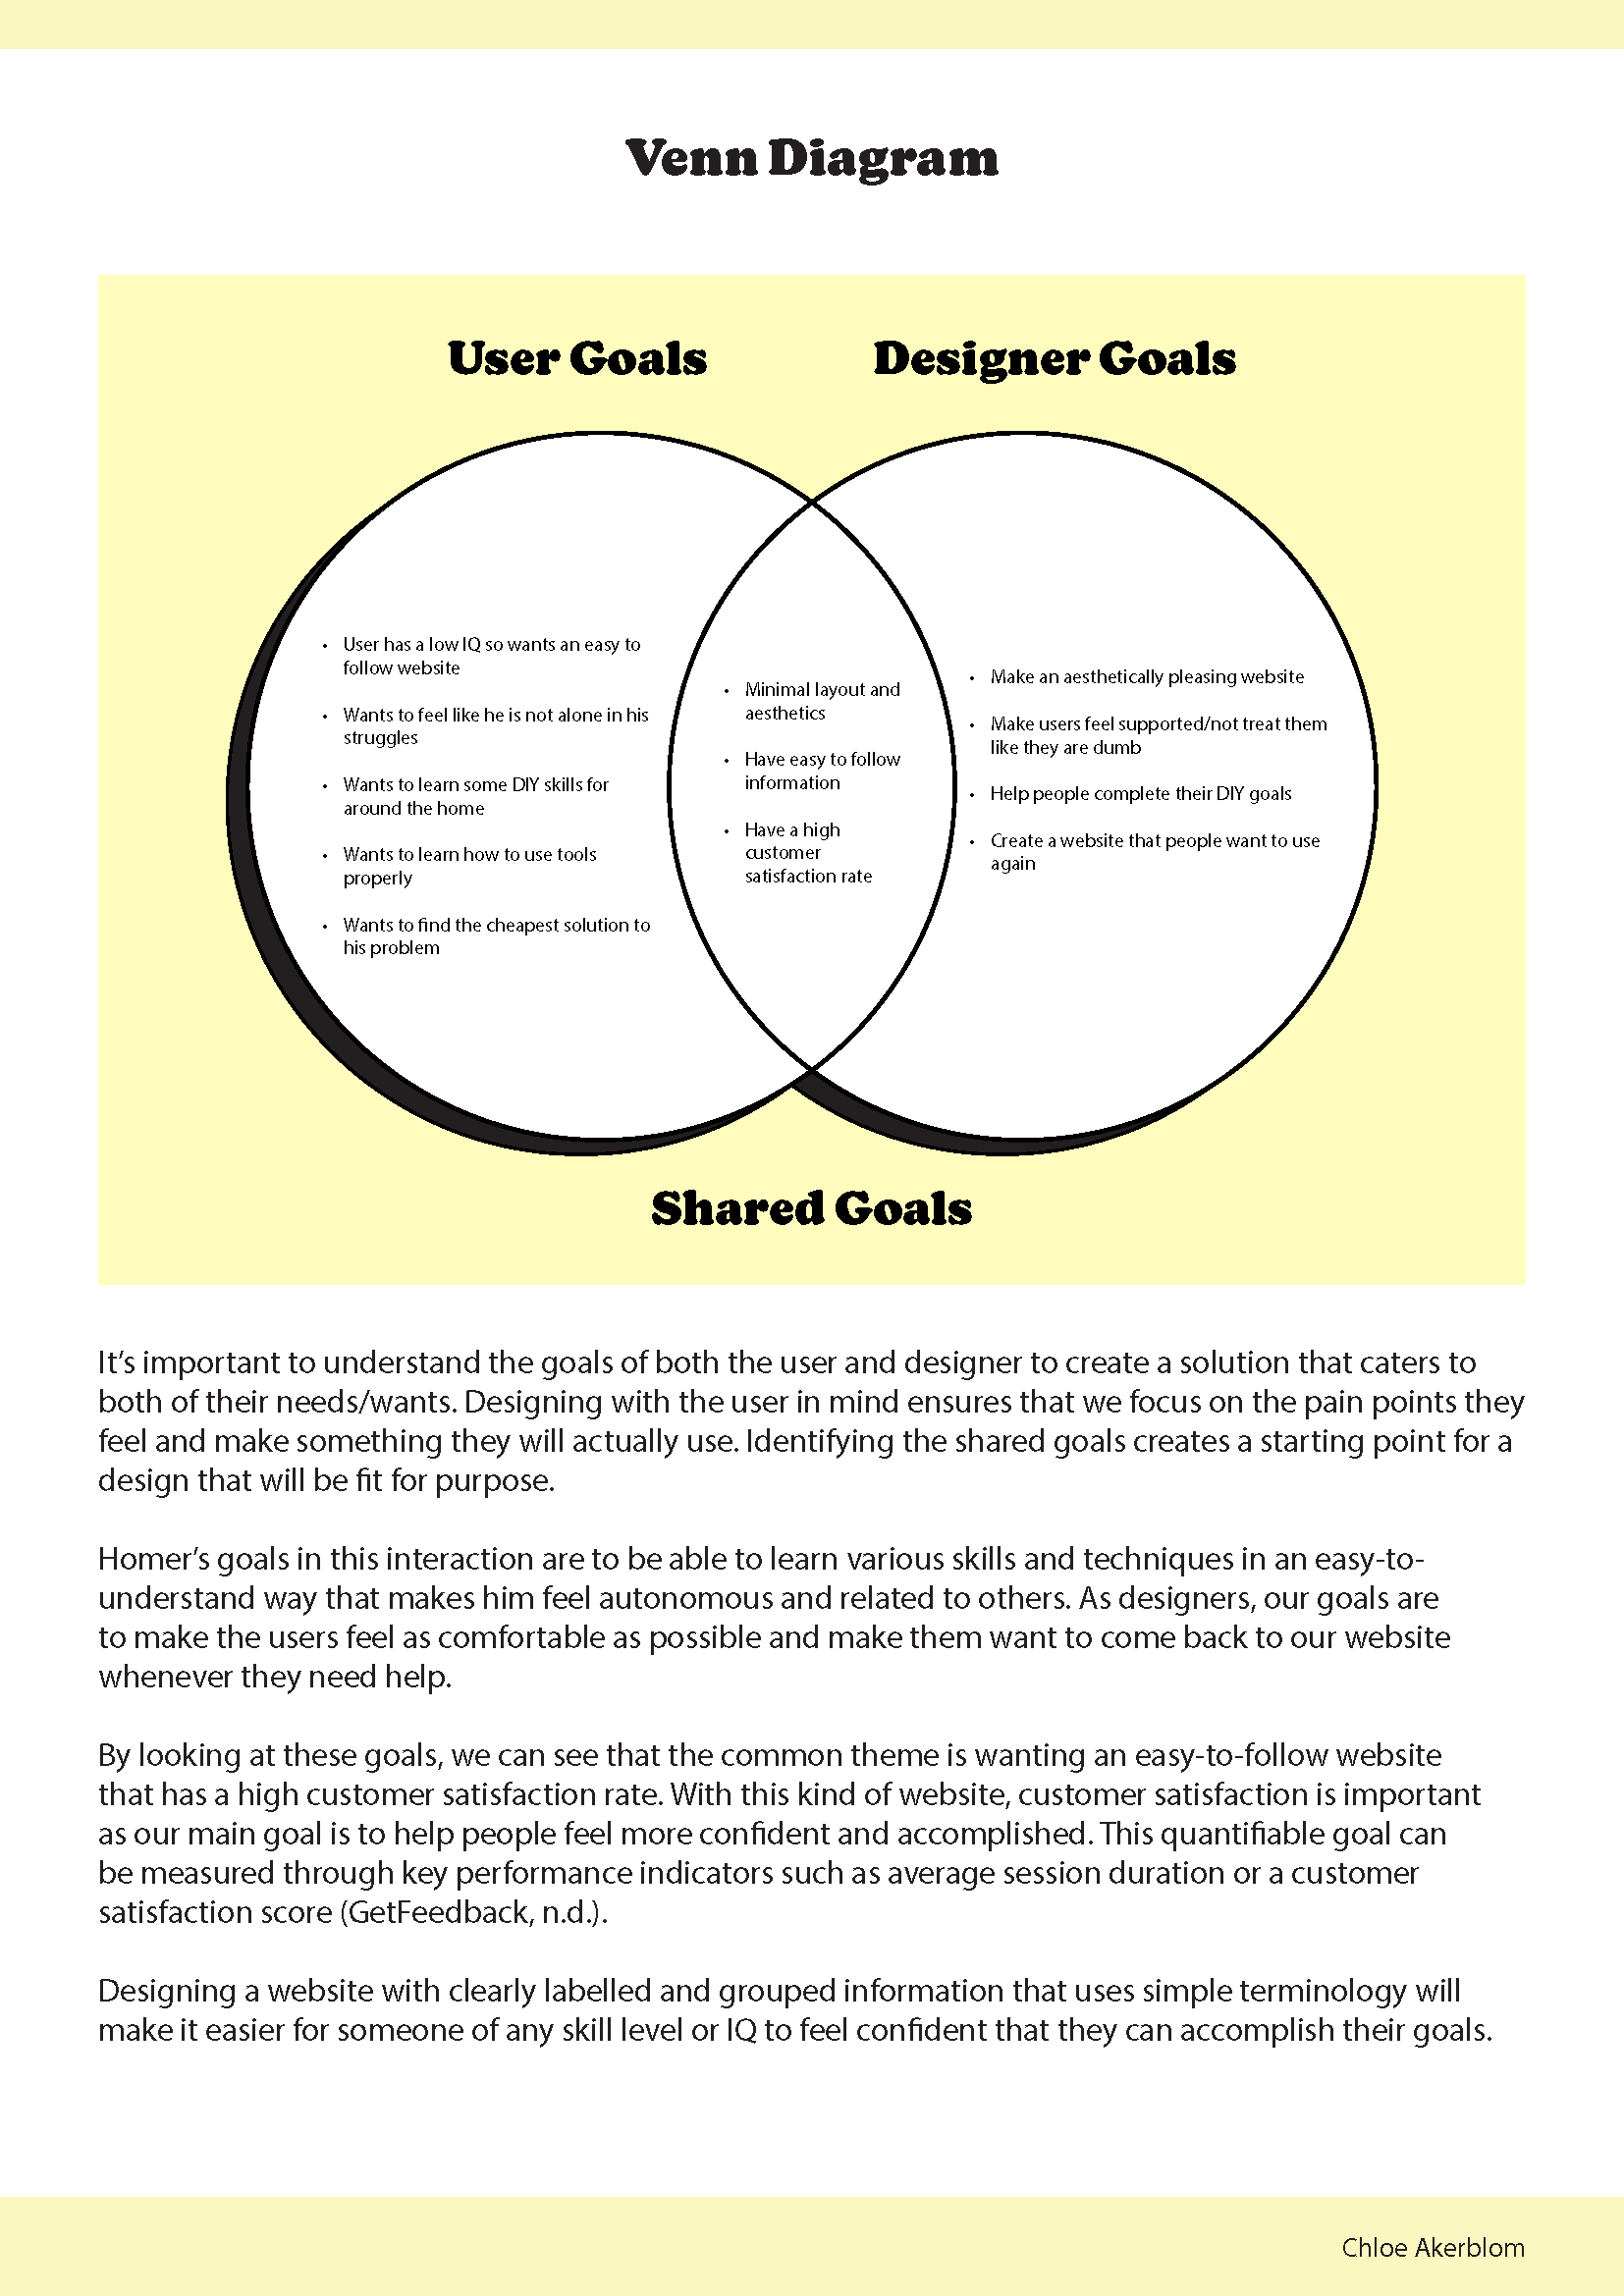 Venn Diagram
User Goals
Designer Goals
• User has a low IQ so wants an easy to
follow website
• Wants to feel like he is not alone in his
struggles
• Wants to learn some DIY skills for
around the home
• Wants to learn how to use tools
properly
• Wants to find the cheapest solution to
his problem
• Minimal layout and
aesthetics
• Have easy to follow
information
• Have a high
customer
satisfaction rate
• Make an aesthetically pleasing website
• Make users feel supported/not treat them
like they are dumb
• Help people complete their DIY goals
• Create a website that people want to use
again
Shared Goals
It’s important to understand the goals of both the user and designer to create a solution that caters to
both of their needs/wants. Designing with the user in mind ensures that we focus on the pain points they
feel and make something they will actually use. Identifying the shared goals creates a starting point for a
design that will be fit for purpose.
Homer’s goals in this interaction are to be able to learn various skills and techniques in an easy-to-
understand way that makes him feel autonomous and related to others. As designers, our goals are
to make the users feel as comfortable as possible and make them want to come back to our website
whenever they need help.
By looking at these goals, we can see that the common theme is wanting an easy-to-follow website
that has a high customer satisfaction rate. With this kind of website, customer satisfaction is important
as our main goal is to help people feel more confident and accomplished. This quantifiable goal can
be measured through key performance indicators such as average session duration or a customer
satisfaction score (GetFeedback, n.d.).
Designing a website with clearly labelled and grouped information that uses simple terminology will
make it easier for someone of any skill level or IQ to feel confident that they can accomplish their goals.
Chloe Akerblom